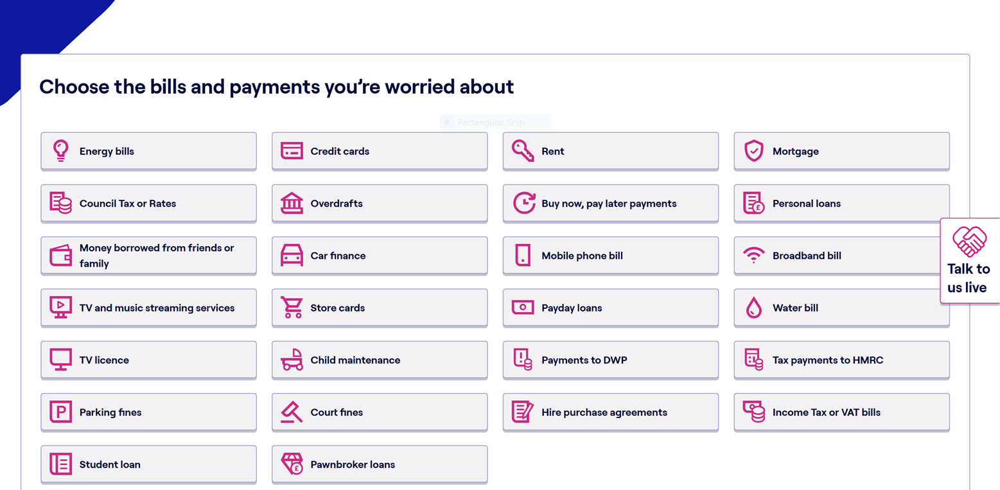 Choose the bills and payments you’re worried about
Rectangular Snip
Energy bills
Credit cards
Rent
Mortgage
Council Tax or Rates
Overdrafts
Buy now, pay later payments
Personal loans
Money borrowed from friends or
family
Car finance
Mobile phone bill
Broadband bill
Talk to
us live
TV and music streaming services
Store cards
Payday loans
Water bill
TV licence
Child maintenance
Payments to DWP
Tax payments to HMRC
P
Parking fines
Court fines
Hire purchase agreements
Income Tax or VAT bills
Student loan
Pawnbroker loans